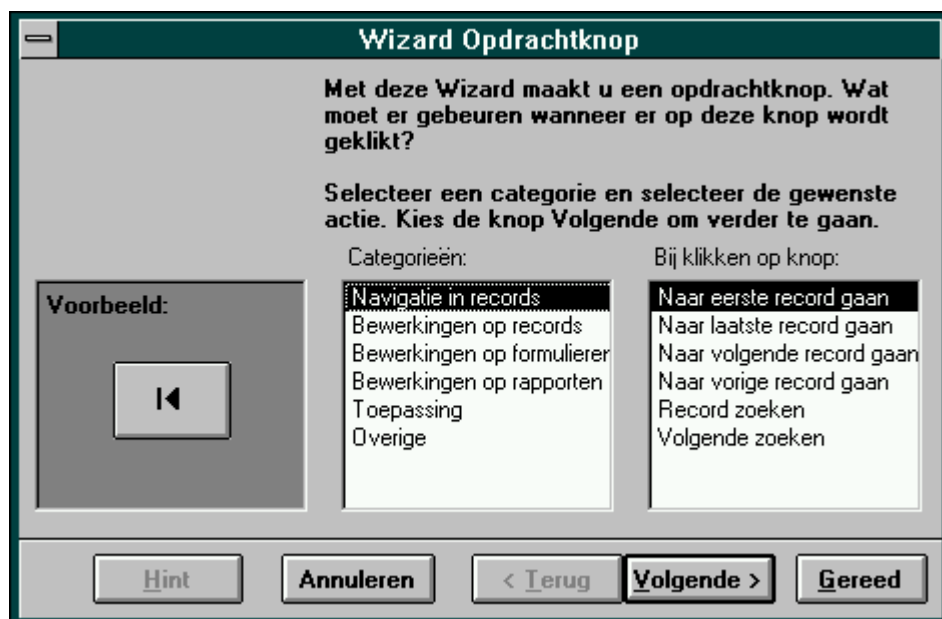 Wizard Opdrachtknop
Met deze Wizard maakt u een opdrachtknop. Wat
moet er gebeuren wanneer er op deze knop wordt
geklikt?
Selecteer een categorie en selecteer de gewenste
actie. Kies de knop Volgende om verder te gaan.
Categorieën:
Bij klikken op knop:
Voorbeeld:
Navigatie in records
Bewerkingen op records
Bewerkingen op formulierer
Bewerkingen op rapporten
Toepassing
Overige
Naar eerste record gaan
Naar laatste record gaan
Naar volgende record gaan
Naar vorige record gaan
Record zoeken
Volgende zoeken
Hint
Annuleren
< Terug
Volgende >
Gereed